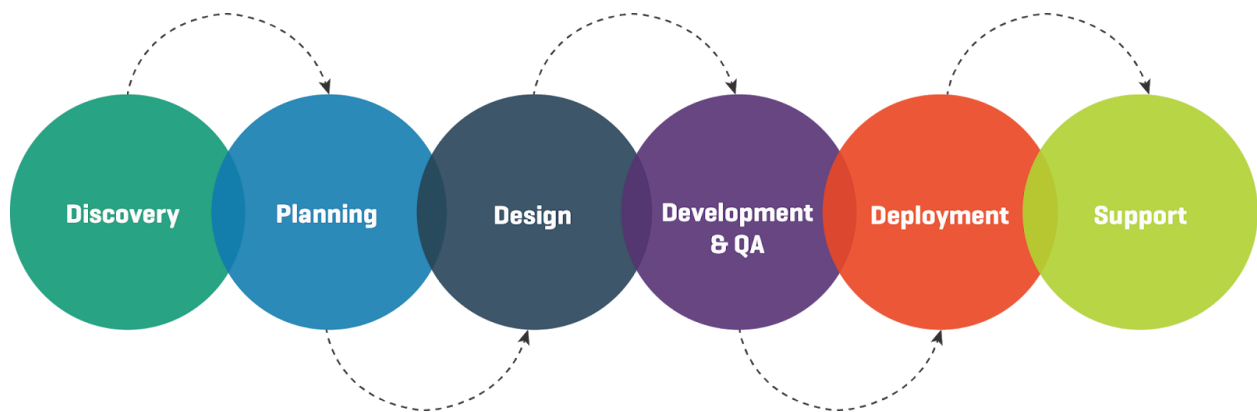 Discovery
Planning
Design
Development
& QA
Deployment
Support